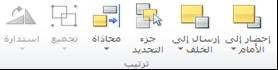 إحضار إلى الأمام
إرسال إلى الخلف
جزء التحديد
محاذاة
تجميع
استدارة
ترتيب